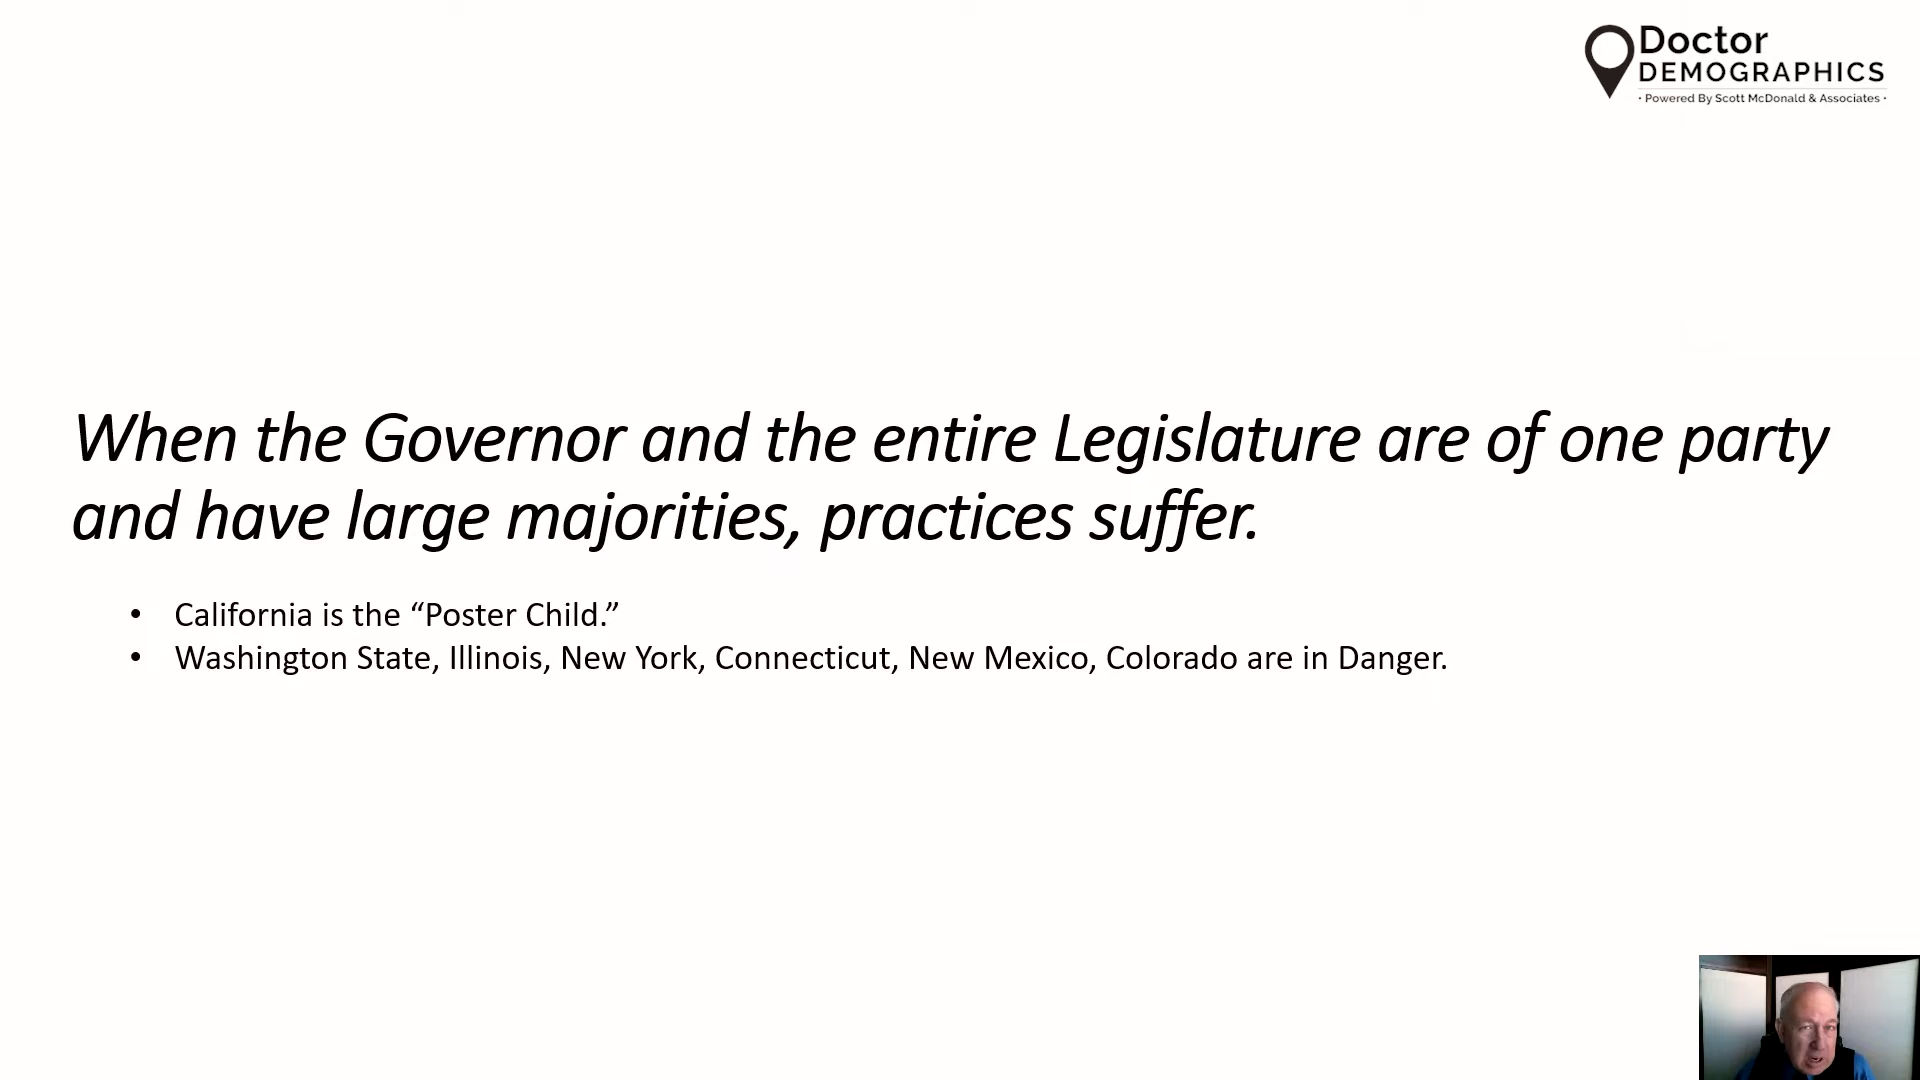 Doctor
DEMOGRAPHICS
· Powered By Scott McDonald & Associates ·
When the Governor and the entire Legislature are of one party
and have large majorities, practices suffer.
• California is the “Poster Child.”
• Washington State, Illinois, New York, Connecticut, New Mexico, Colorado are in Danger.